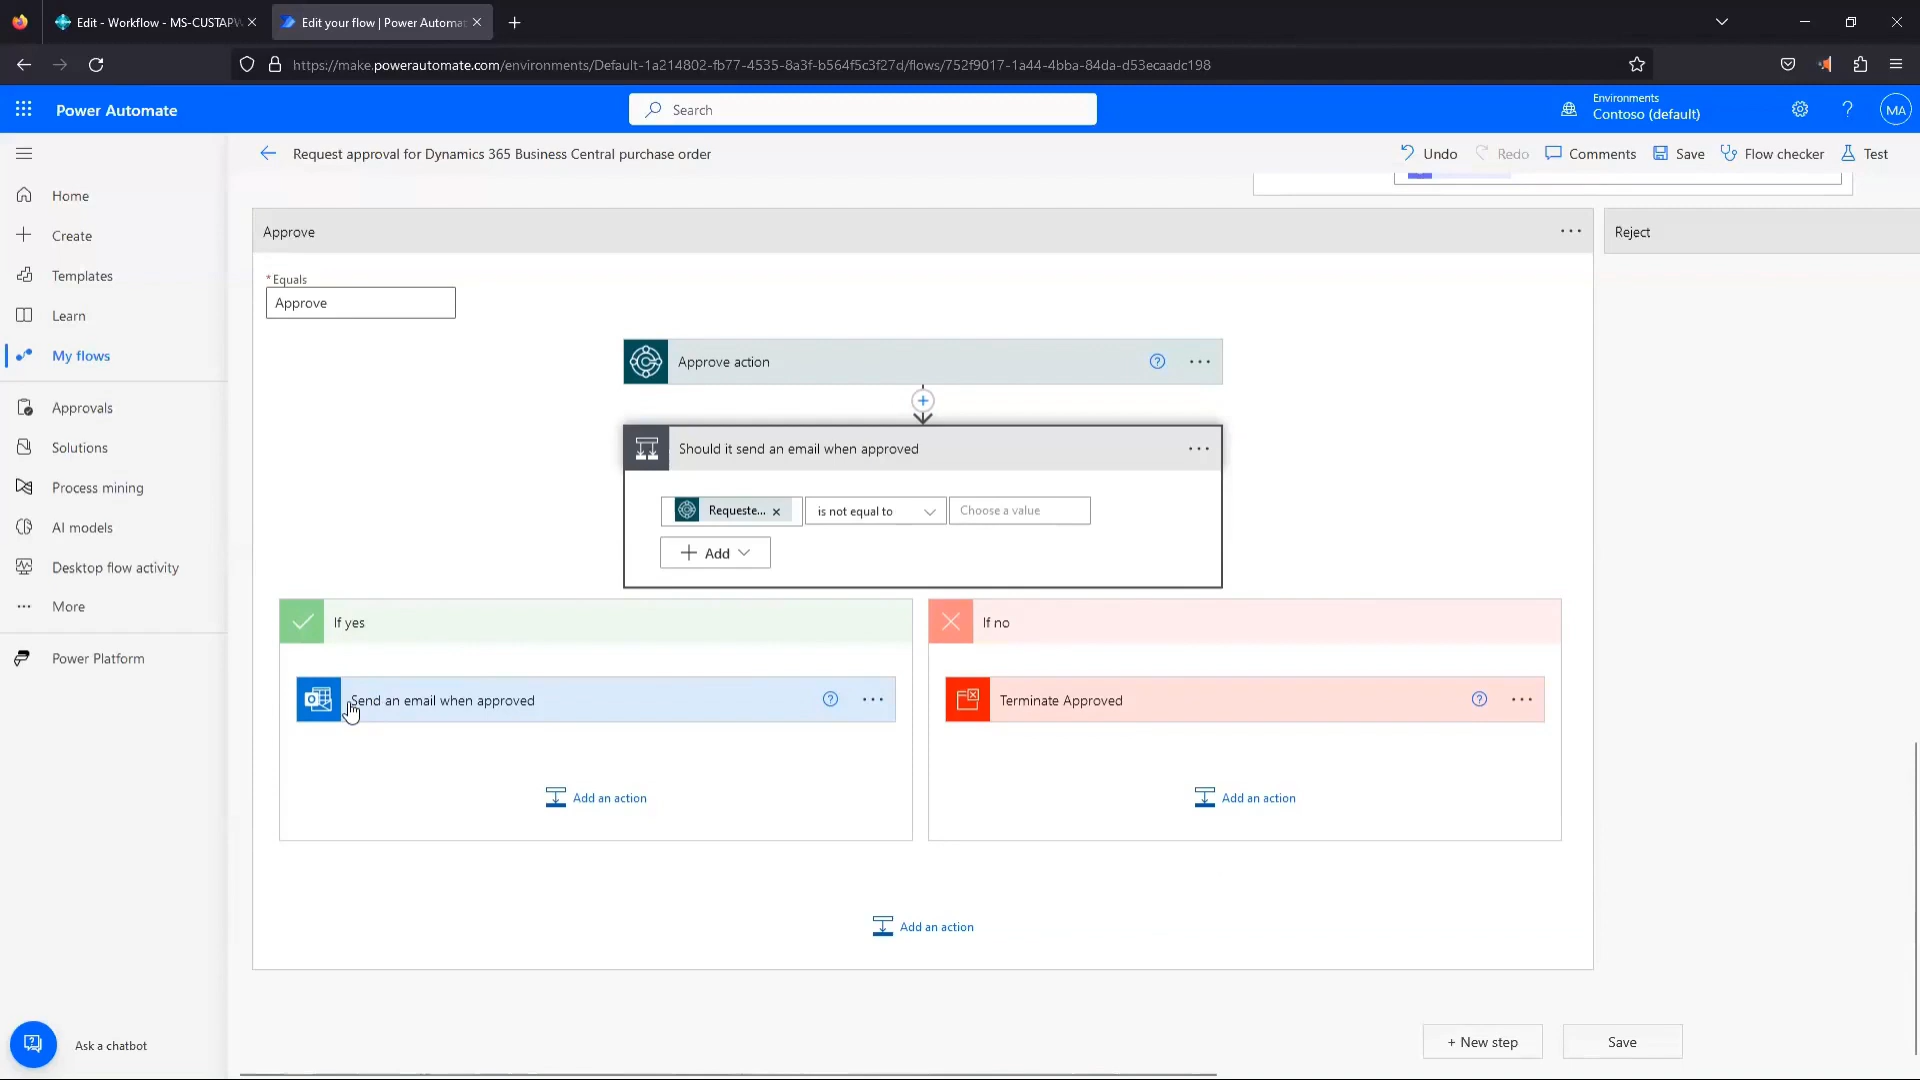 Edit - Workflow - MS-CUSTAPW
Edit your flow | Power Automat
https://make.powerautomate.com/environments/Default-1a214802-fb77-4535-8a3f-b564f5c3f27d/flows/752f9017-1a44-4bba-84da-d53ecaadc198
Power Automate
Search
Environments
Contoso (default)
?
MA
Request approval for Dynamics 365 Business Central purchase order
Undo
Redo
Comments
Save
Flow checker
Test
Home
Create
Templates
Learn
My flows
Approvals
Solutions
Process mining
AI models
Desktop flow activity
More
Power Platform
Ask a chatbot
Approve
Reject
* Equals
Approve
Approve action
Should it send an email when approved
Requeste...
is not equal to
Choose a value
Add
If yes
If no
Send an email when approved
Terminate Approved
Add an action
Add an action
Add an action
+ New step
Save